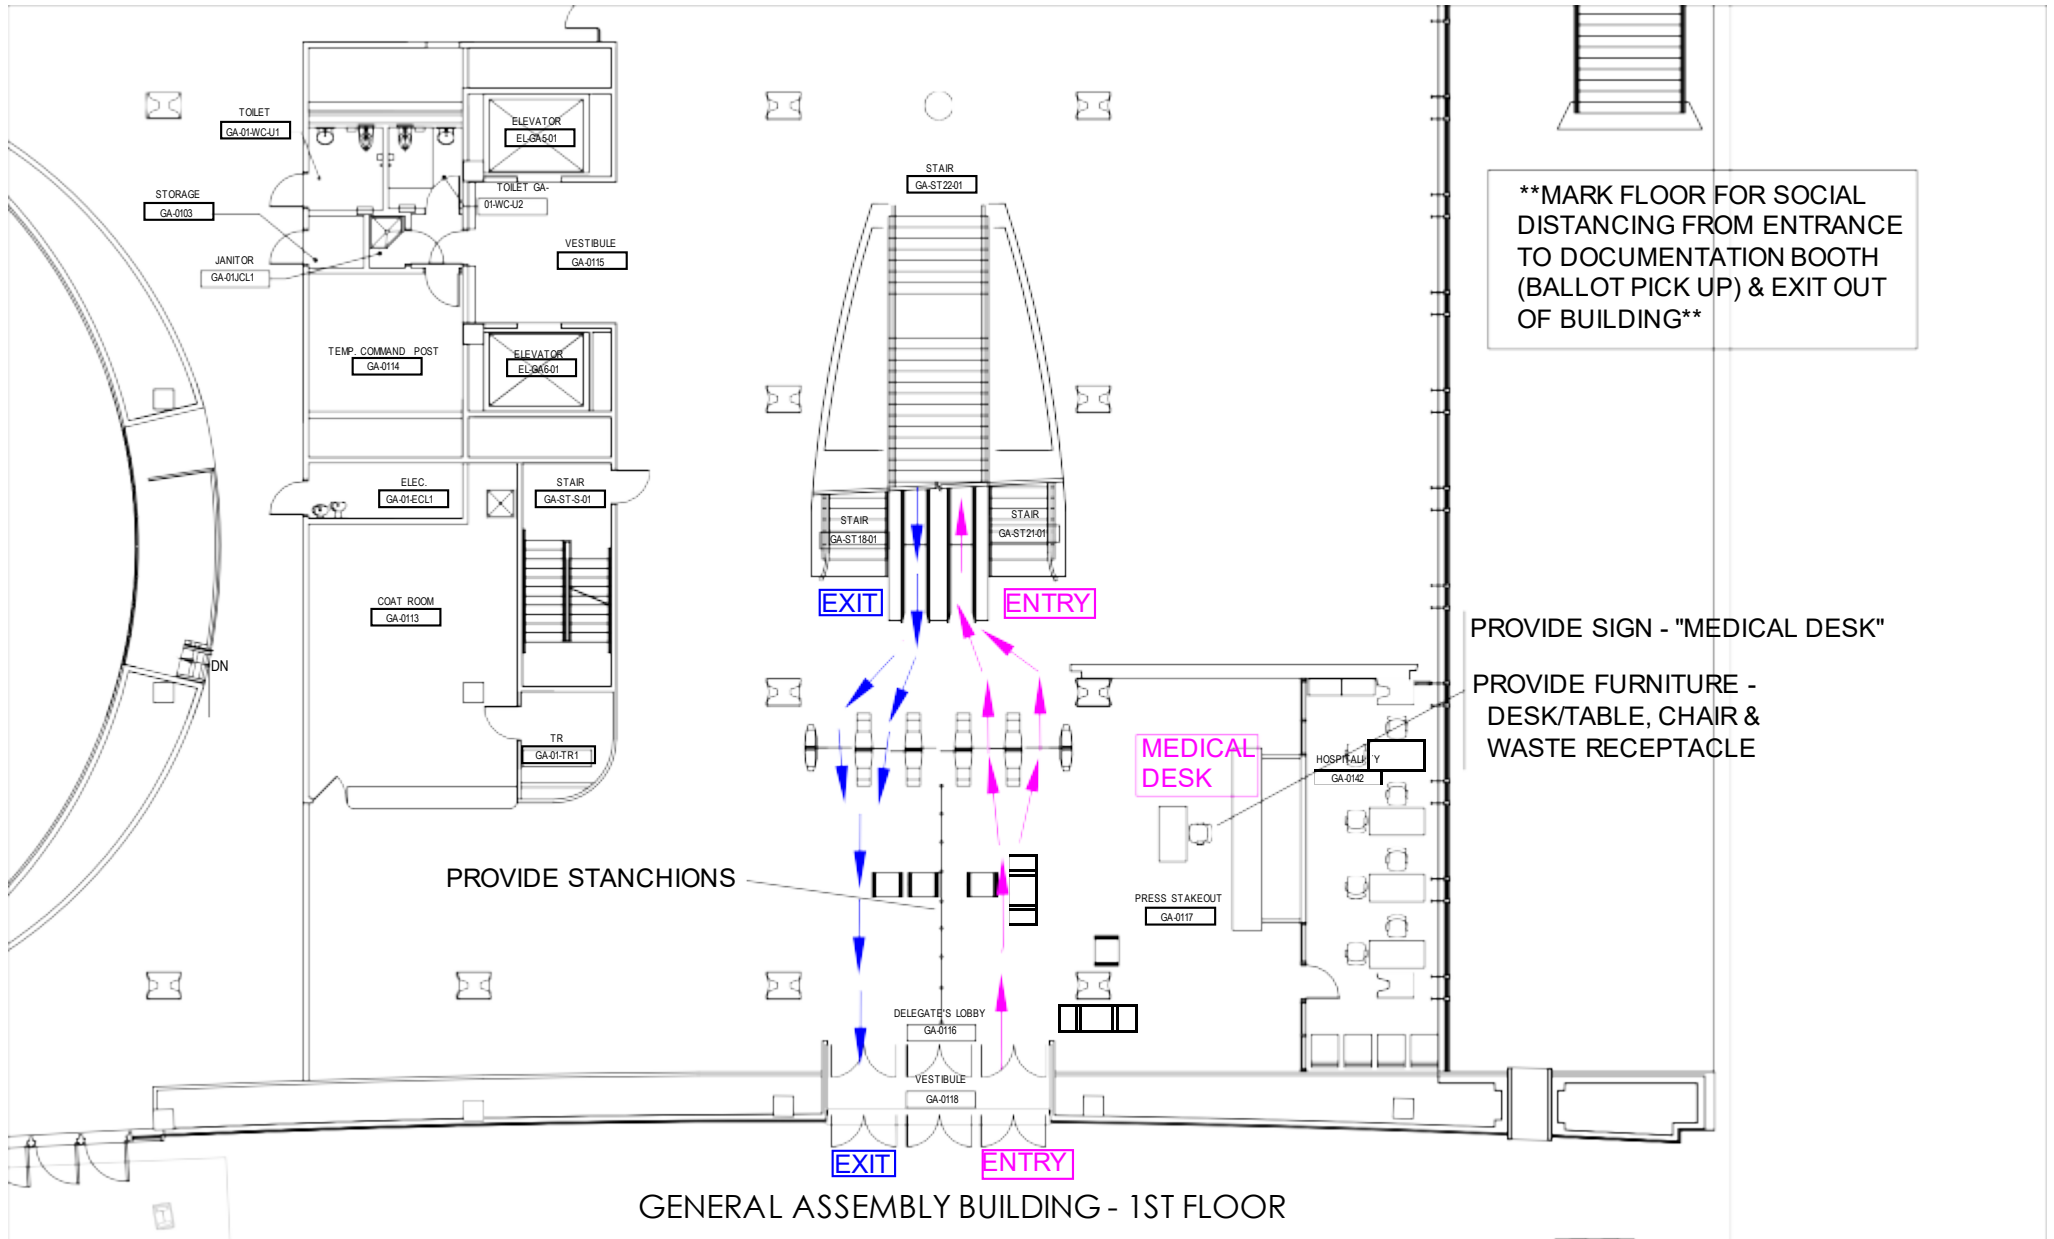 TOILET
GA-01-WC-U1
ELEVATOR
EL-GA5-01
STAIR
GA-ST22-01
TOILET GA-
01-WC-U2
STORAGE
GA-0103
**MARK FLOOR FOR SOCIAL
DISTANCING FROM ENTRANCE
TO DOCUMENTATION BOOTH
(BALLOT PICK UP) & EXIT OUT
OF BUILDING**
VESTIBULE
GA-0115
JANITOR
GA-01JCL1
TEMP. COMMAND POST
GA-0114
ELEVATOR
EL-GA6-01
ELEC.
GA-01-ECL1
STAIR
GA-ST-S-01
STAIR
GA-ST18-01
STAIR
GA-ST21-01
EXIT
ENTRY
COAT ROOM
GA-0113
DN
PROVIDE SIGN - "MEDICAL DESK"
PROVIDE FURNITURE -
DESK/TABLE, CHAIR &
WASTE RECEPTACLE
TR
GA-01-TR1
MEDICAL
DESK
HOSPITALITY
GA-0142
PROVIDE STANCHIONS
PRESS STAKEOUT
GA-0117
DELEGATE'S LOBBY
GA-0116
VESTIBULE
GA-0118
EXIT
ENTRY
GENERAL ASSEMBLY BUILDING - 1ST FLOOR